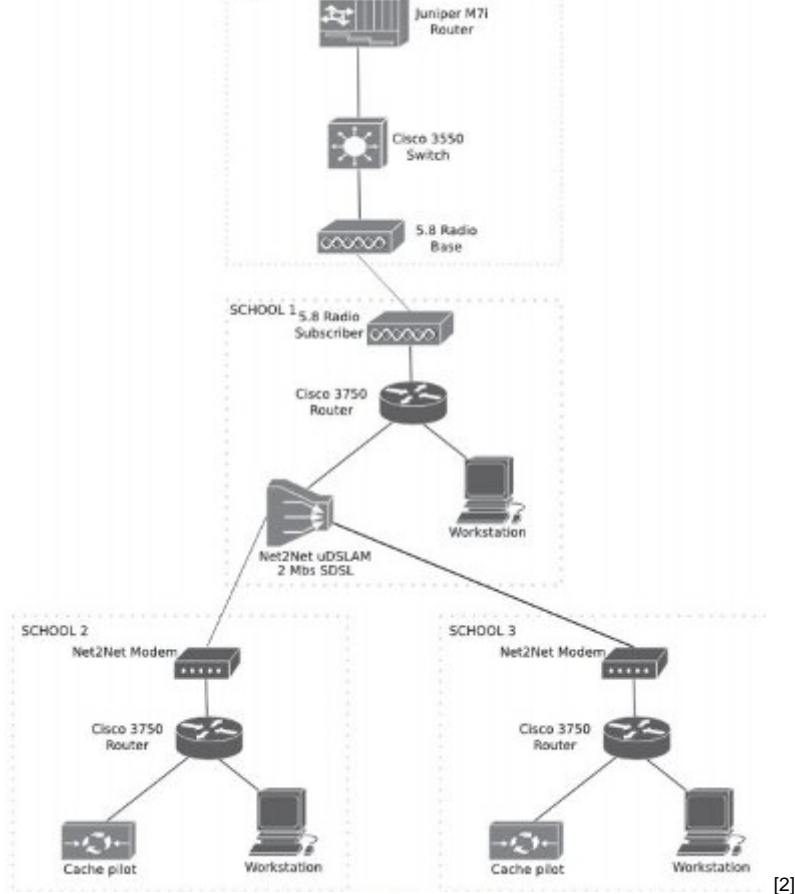 Juniper M7i
Router
Cisco 3550
Switch
5.8 Radio
Base
SCHOOL 1
5.8 Radio
Subscriber
Cisco 3750
Router
Workstation
Net2Net uDSLAM
2 Mbs SDSL
SCHOOL 2
Net2Net Modem
Cisco 3750
Router
Cache pilot
Workstation
SCHOOL 3
Net2Net Modem
Cisco 3750
Router
Cache pilot
Workstation
[2]